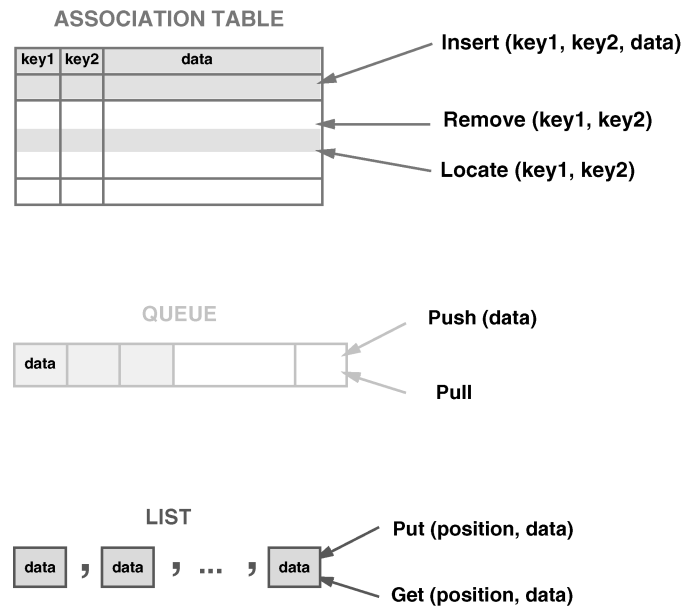 ASSOCIATION TABLE
key1 key2 data
Insert (key1, key2, data)
Remove (key1, key2)
Locate (key1, key2)
QUEUE
Push (data)
data
Pull
LIST
Put (position, data)
data , data , ... , data
Get (position, data)